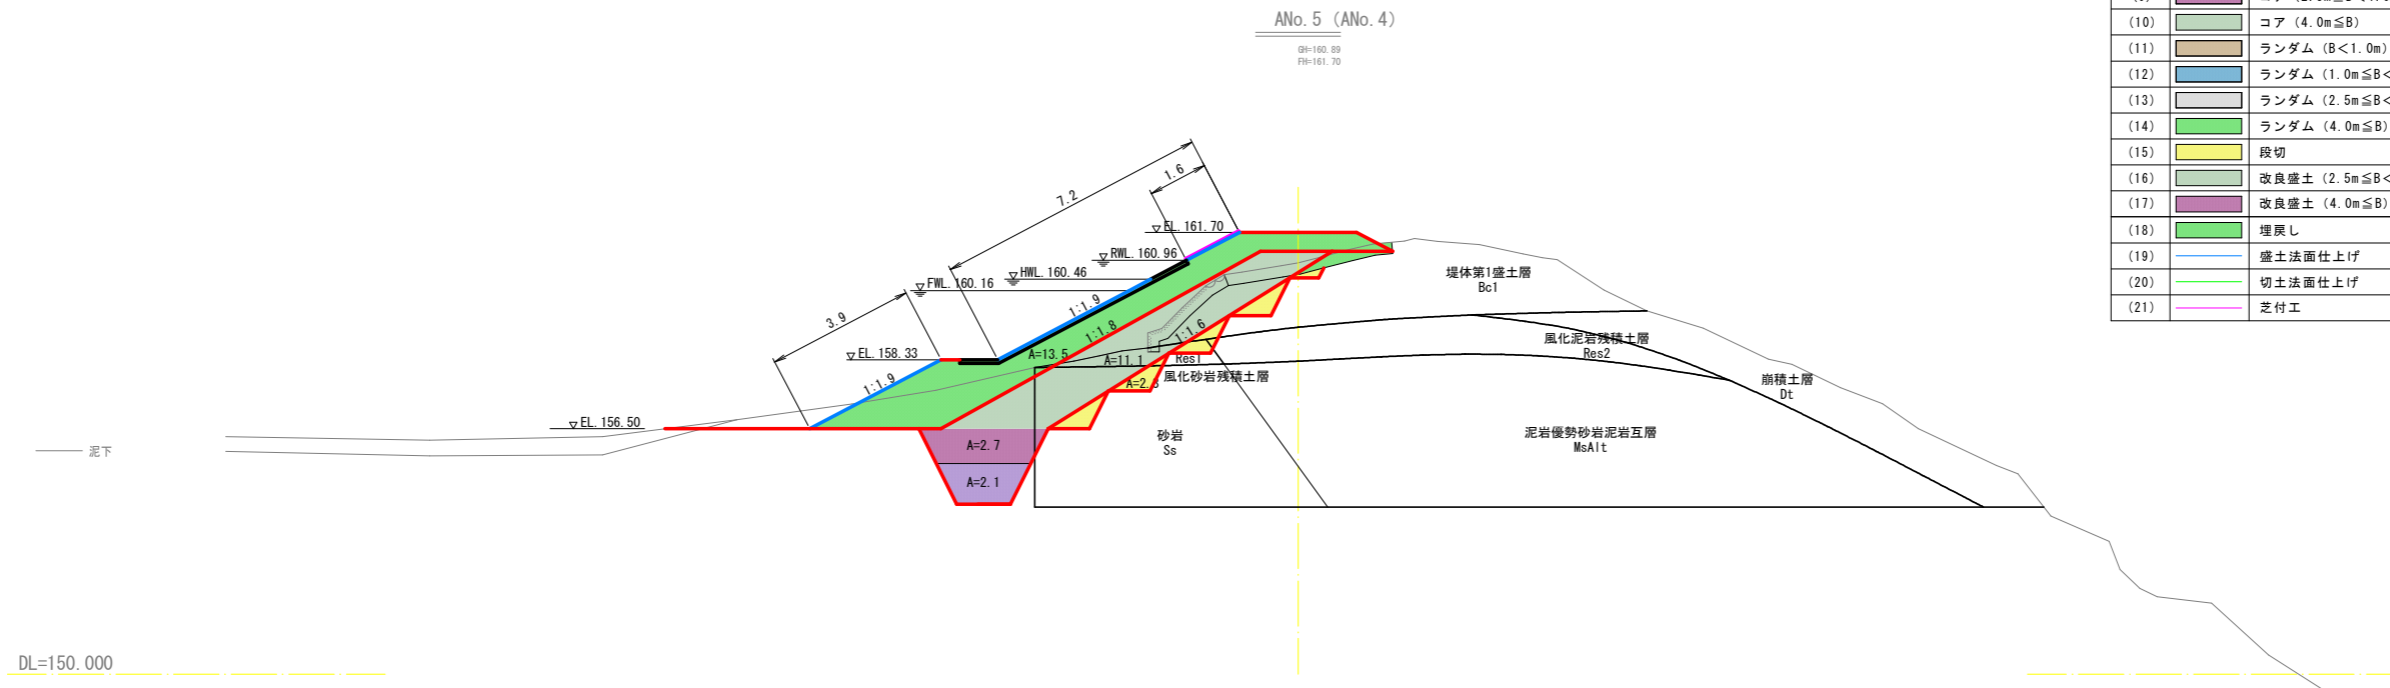 ANo.5 (ANo.4)
GH=160.89
FH=161.70
(10) コア (4.0m≦B)
(11) ランダム (B<1.0m)
(12) ランダム (1.0m≦B<
(13) ランダム (2.5m≦B<
(14) ランダム (4.0m≦B)
(15) 段切
(16) 改良盛土 (2.5m≦B<
(17) 改良盛土 (4.0m≦B)
(18) 埋戻し
(19) 盛土法面仕上げ
(20) 切土法面仕上げ
(21) 芝付工
7.2
1.6
3.9
EL.161.70
RWL.160.96
HWL.160.46
FWL.160.16
EL.158.33
EL.156.50
1:1.9
1:1.8
1:1.6
1:1.9
A=13.5
A=11.1
Res1
風化砂岩残積土層
A=2.7
A=2.1
堤体第1盛土層
Bc1
風化泥岩残積土層
Res2
崩積土層
Dt
砂岩
Ss
泥岩優勢砂岩泥岩互層
MsAlt
泥下
DL=150.000